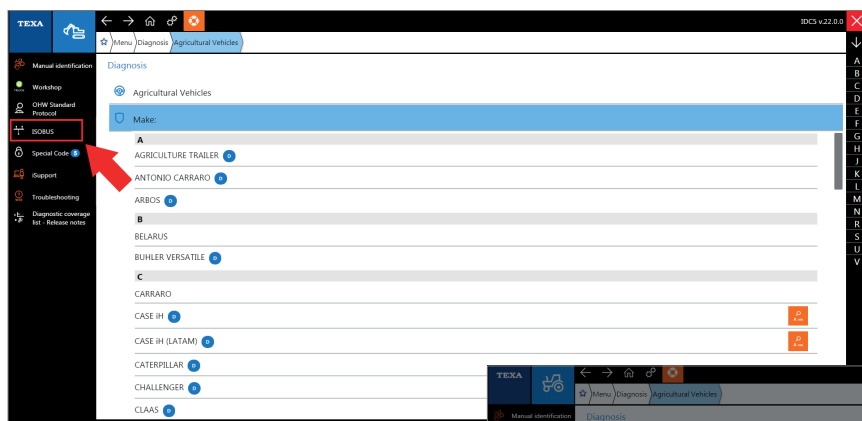 TEXA
IDC5 v.22.0.0
Menu Diagnosis Agricultural Vehicles
Manual identification
Workshop
OHW Standard
Protocol
ISOBUS
Special Code 5
iSupport
Troubleshooting
Diagnostic coverage
list - Release notes
Diagnosis
Agricultural Vehicles
Make:
A
AGRICULTURE TRAILER D
ANTONIO CARRARO D
ARBOS D
B
BELARUS
BUHLER VERSATILE D
C
CARRARO
CASE iH D
CASE iH (LATAM) D
CATERPILLAR D
CHALLENGER D
CLAAS D
A
B
C
D
E
F
G
H
J
K
L
M
N
R
S
U
V
TEXA
Menu Diagnosis Agricultural Vehicles
Manual identification
Diagnosis